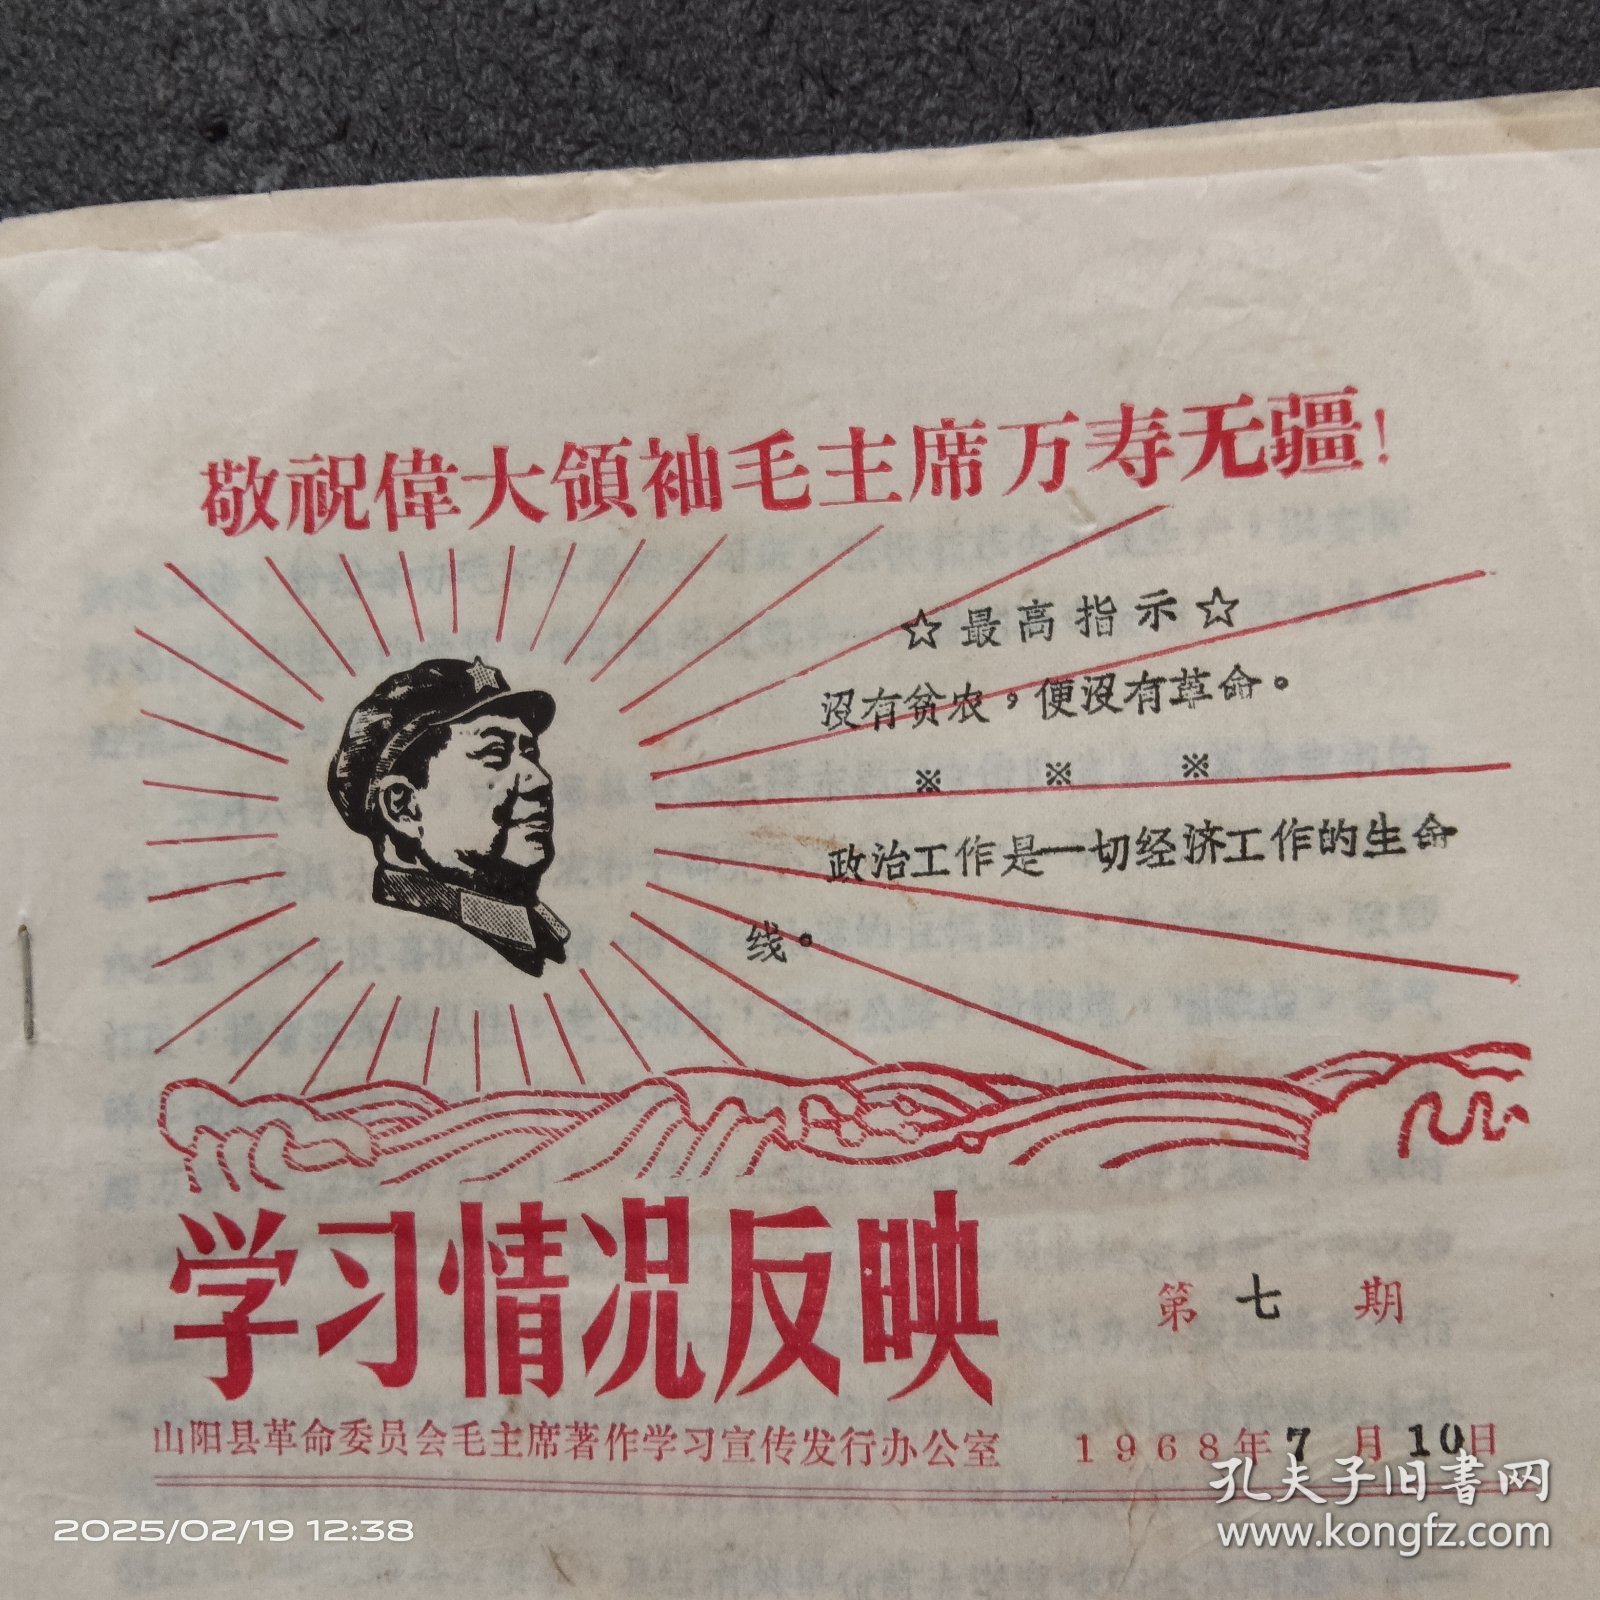 敬祝偉大領袖毛主席万寿无疆！
☆最高指示☆
沒有贫农，便沒有革命。
※ ※ ※
政治工作是一切经济工作的生命
线。
学习情况反映
第七期
山阳县革命委员会毛主席著作学习宣传发行办公室 1968年7月10日
孔夫子旧書网
www.kongfz.com
2025/02/19 12:38